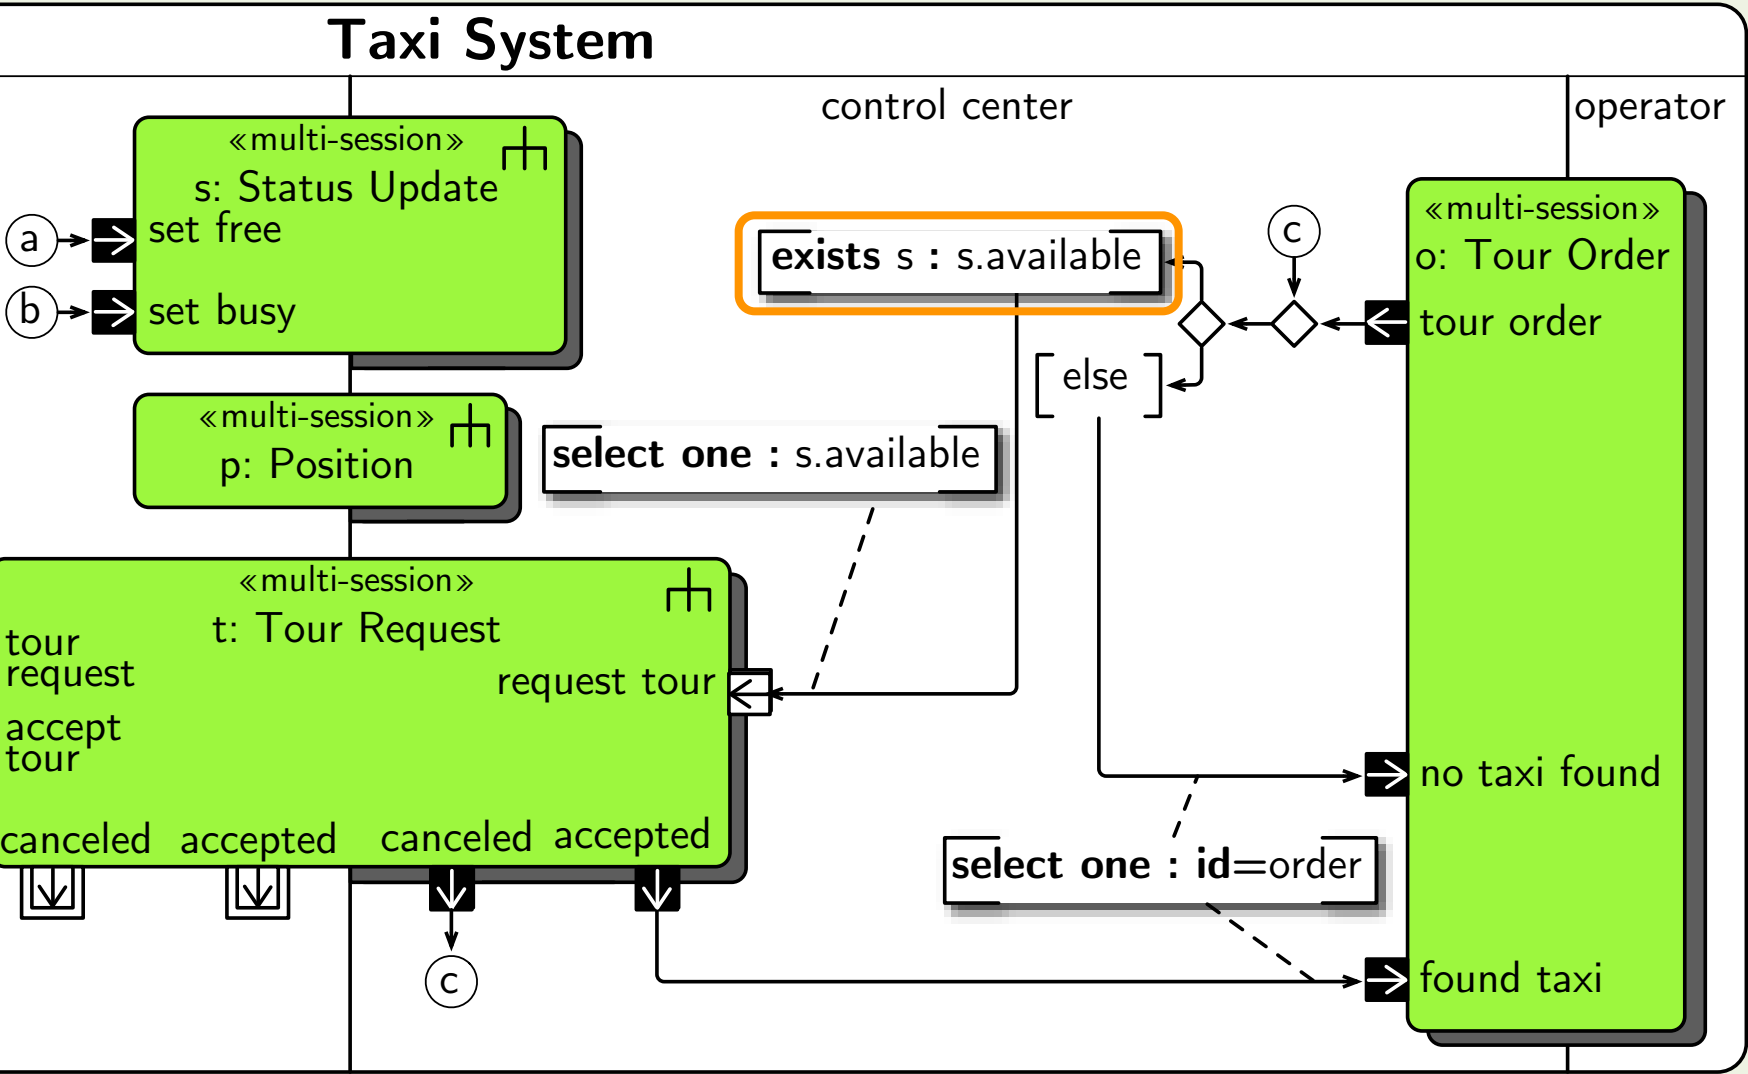 Taxi System
control center
operator
«multi-session»
s: Status Update
a
set free
b
set busy
«multi-session»
p: Position
«multi-session»
t: Tour Request
tour
request
accept
tour
request tour
canceled
accepted
canceled
accepted
c
exists s : s.available
select one : s.available
else
c
select one : id=order
«multi-session»
o: Tour Order
tour order
no taxi found
found taxi